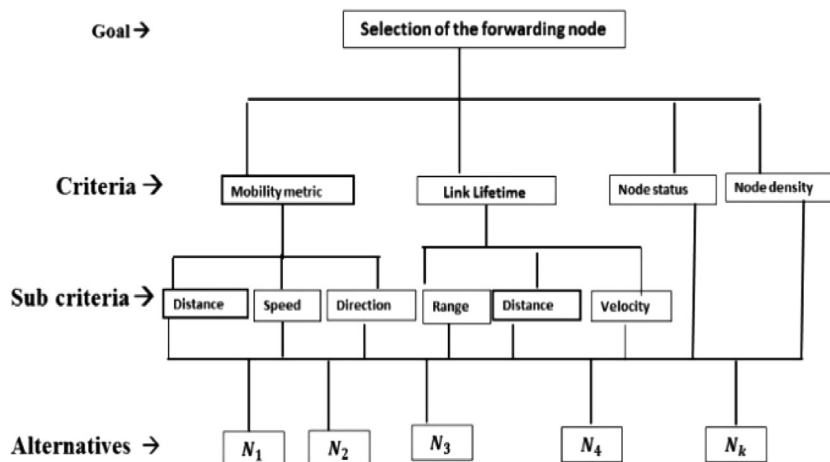 Goal → Selection of the forwarding node
Criteria → Mobility metric Link Lifetime Node status Node density
Sub criteria → Distance Speed Direction Range Distance Velocity
Alternatives → N₁ N₂ N₃ N₄ Nₖ